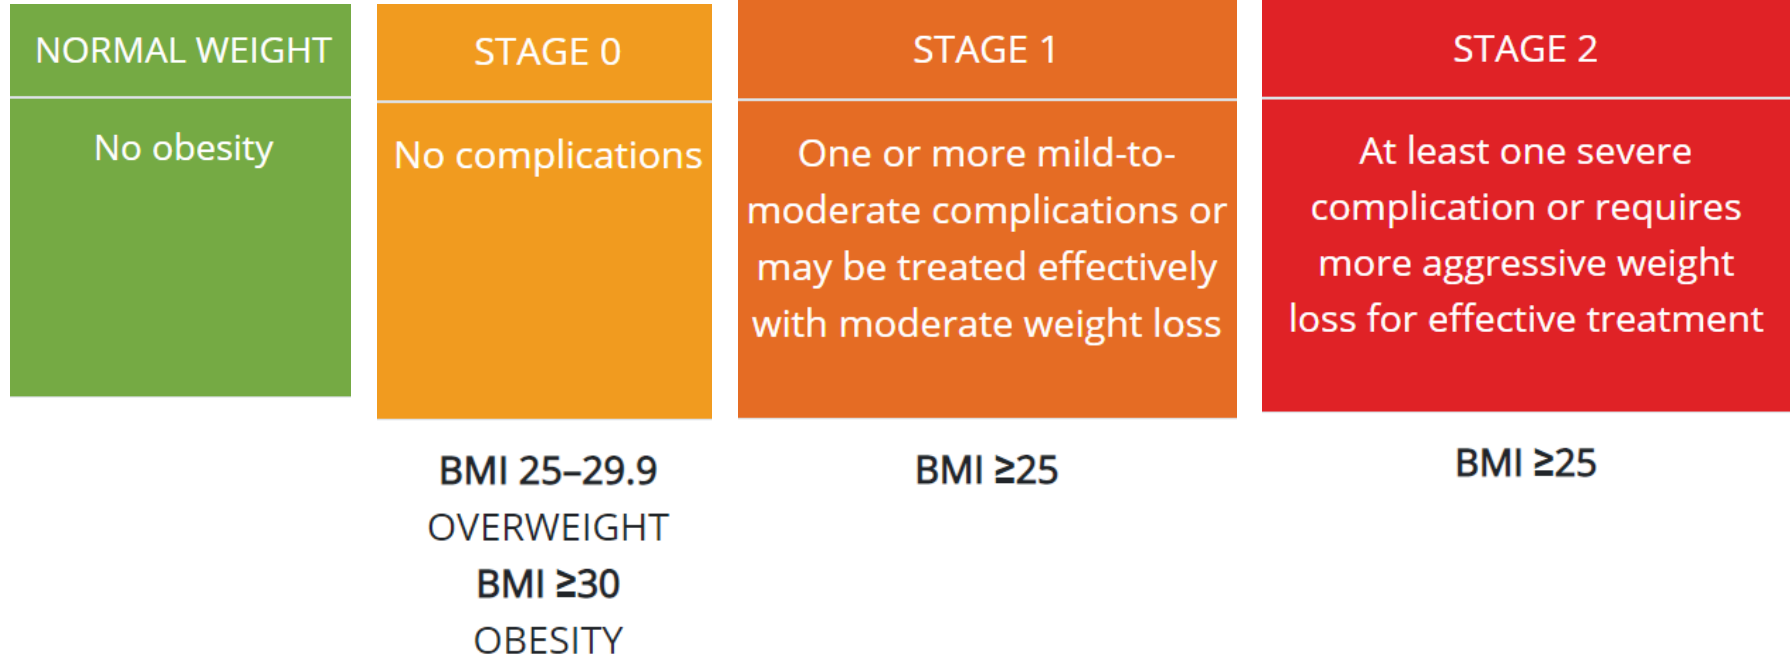 NORMAL WEIGHT
No obesity
STAGE 0
No complications
BMI 25–29.9
OVERWEIGHT
BMI ≥30
OBESITY
STAGE 1
One or more mild-to-
moderate complications or
may be treated effectively
with moderate weight loss
BMI ≥25
STAGE 2
At least one severe
complication or requires
more aggressive weight
loss for effective treatment
BMI ≥25